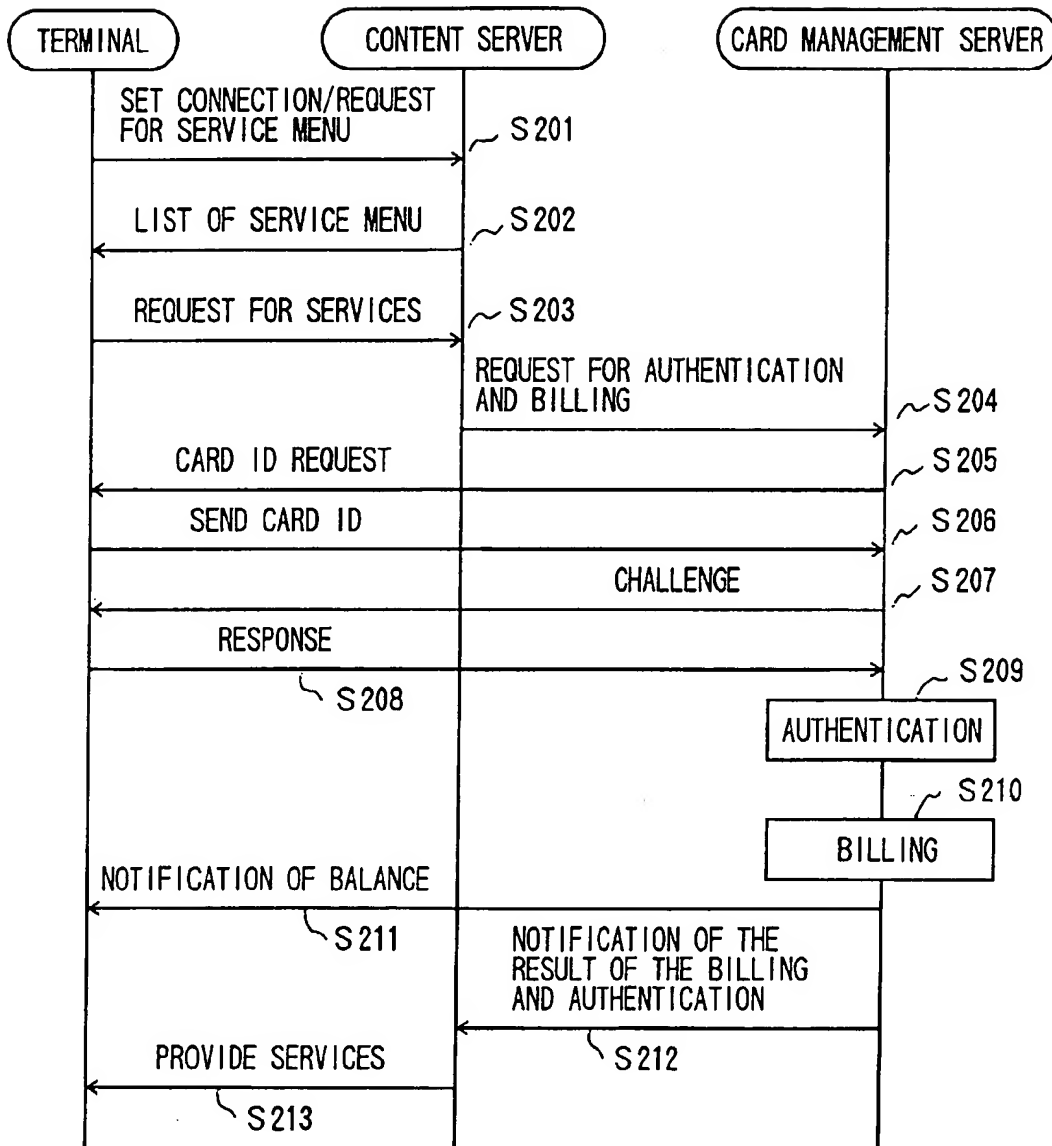 TERMINAL
CONTENT SERVER
CARD MANAGEMENT SERVER
SET CONNECTION/REQUEST
FOR SERVICE MENU
S201
LIST OF SERVICE MENU
S202
REQUEST FOR SERVICES
S203
REQUEST FOR AUTHENTICATION
AND BILLING
S204
CARD ID REQUEST
S205
SEND CARD ID
S206
CHALLENGE
S207
RESPONSE
S208
S209
AUTHENTICATION
S210
BILLING
NOTIFICATION OF BALANCE
S211
NOTIFICATION OF THE
RESULT OF THE BILLING
AND AUTHENTICATION
S212
PROVIDE SERVICES
S213